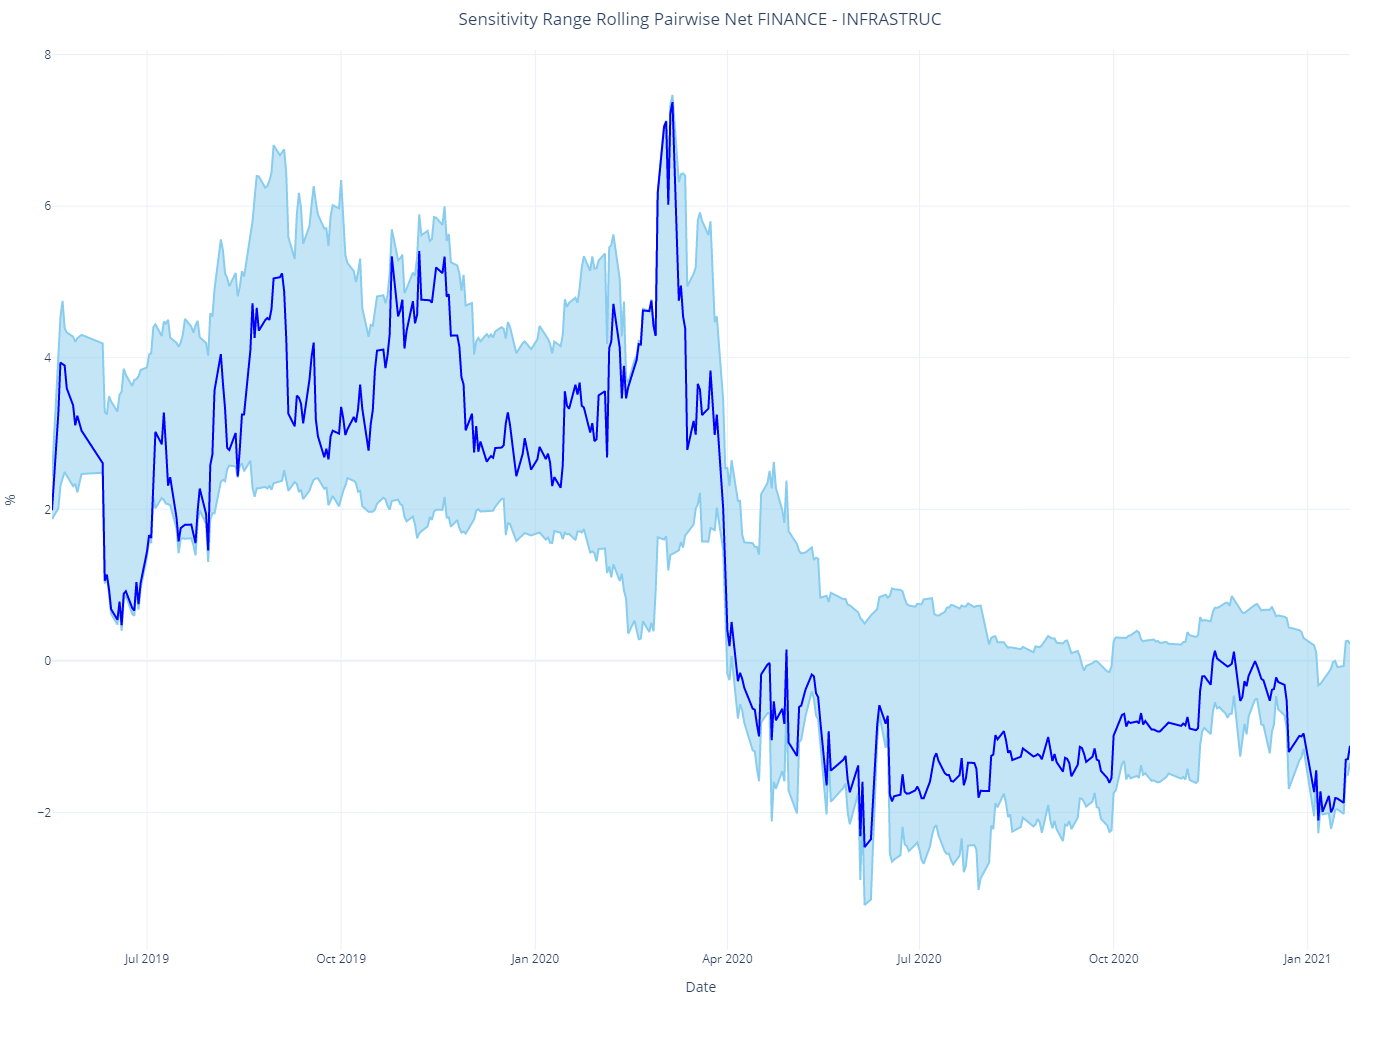 Sensitivity Range Rolling Pairwise Net FINANCE - INFRASTRUC
8
6
4
2
0
−2
%
Jul 2019 Oct 2019 Jan 2020 Apr 2020 Jul 2020 Oct 2020 Jan 2021
Date